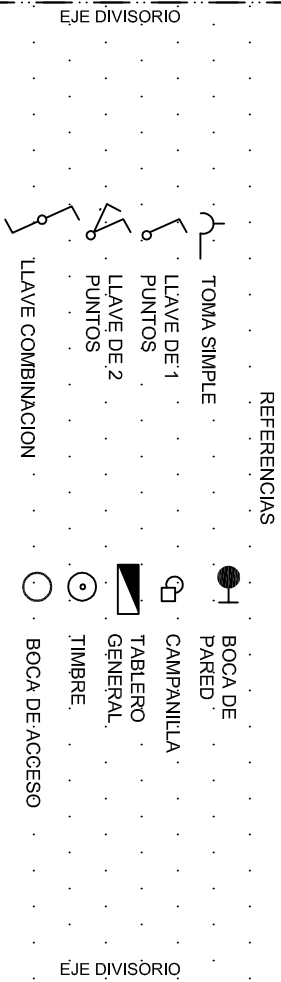 EJE DIVISORIO
REFERENCIAS
TOMA SIMPLE
LLAVE DE 1
PUNTOS
LLAVE DE 2
PUNTOS
LLAVE COMBINACION
BOCA DE
PARED
CAMPANILLA
TABLERO
GENERAL
TIMBRE
BOCA DE ACCESO
EJE DIVISORIO